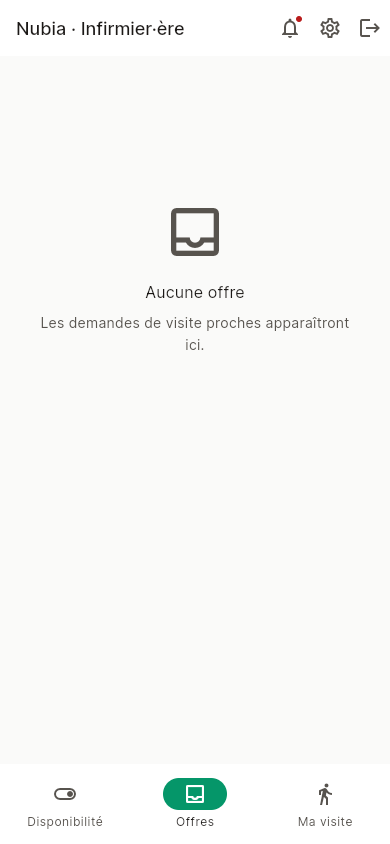 Nubia · Infirmier·ère
Aucune offre
Les demandes de visite proches apparaîtront
ici.
Disponibilité
Offres
Ma visite